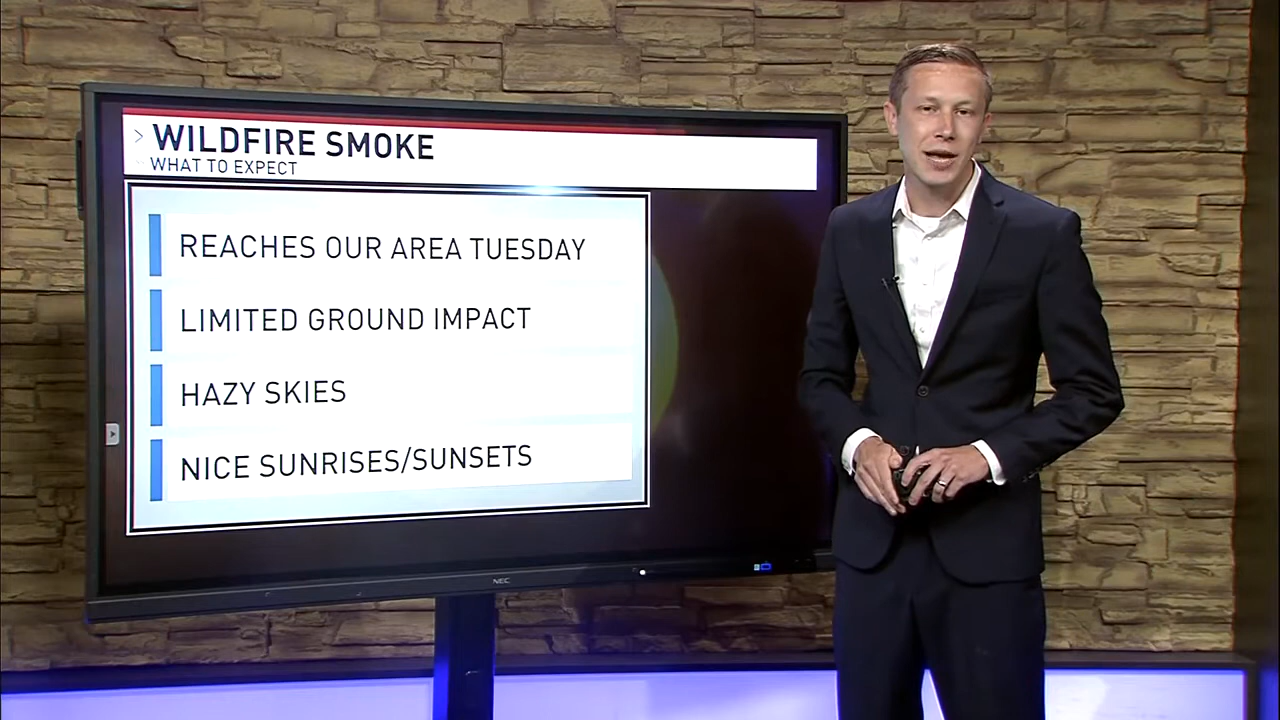 WILDFIRE SMOKE
WHAT TO EXPECT
REACHES OUR AREA TUESDAY
LIMITED GROUND IMPACT
HAZY SKIES
NICE SUNRISES/SUNSETS
NEC